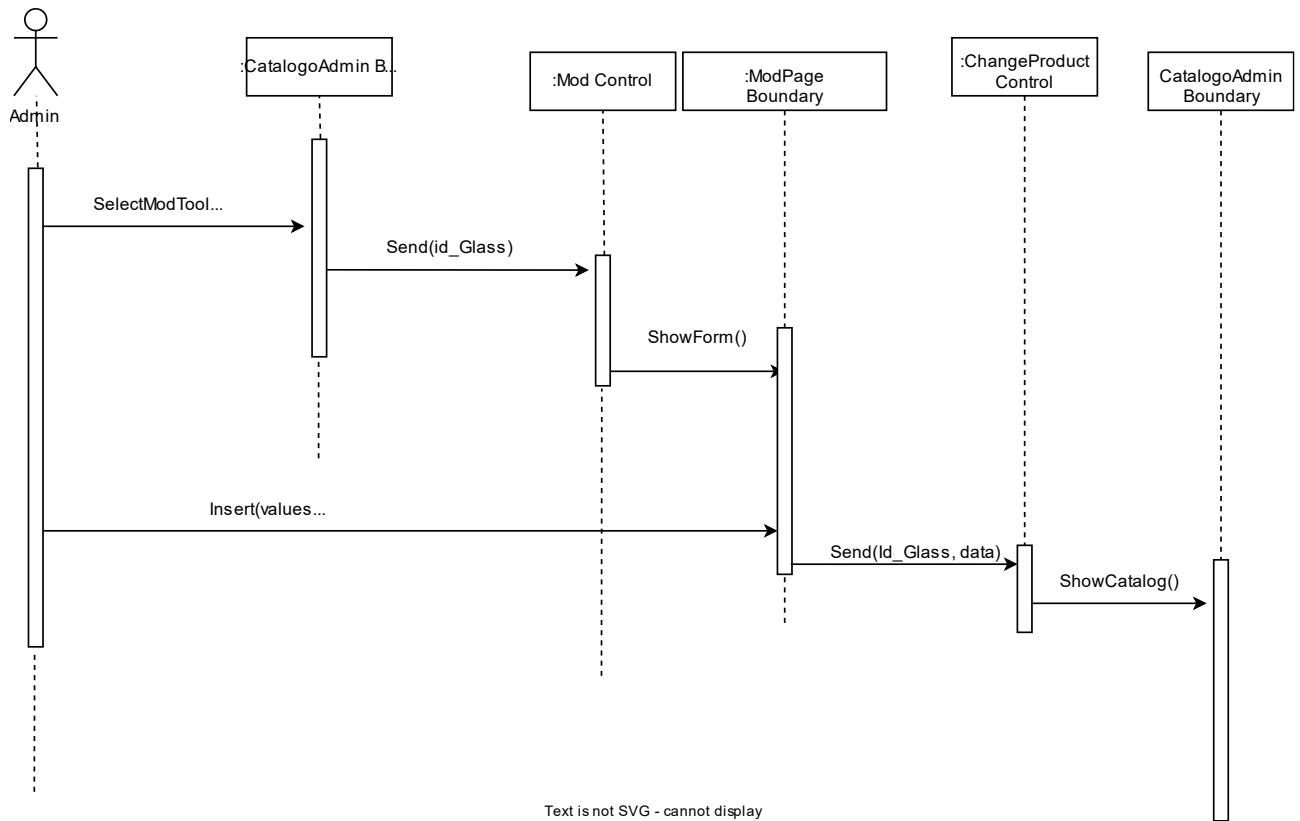 Admin
:CatalogoAdmin B...
:Mod Control
:ModPage
Boundary
:ChangeProduct
Control
CatalogoAdmin
Boundary
SelectModTool...
Send(id_Glass)
ShowForm()
Insert(values...
Send(Id_Glass, data)
ShowCatalog()
Text is not SVG - cannot display